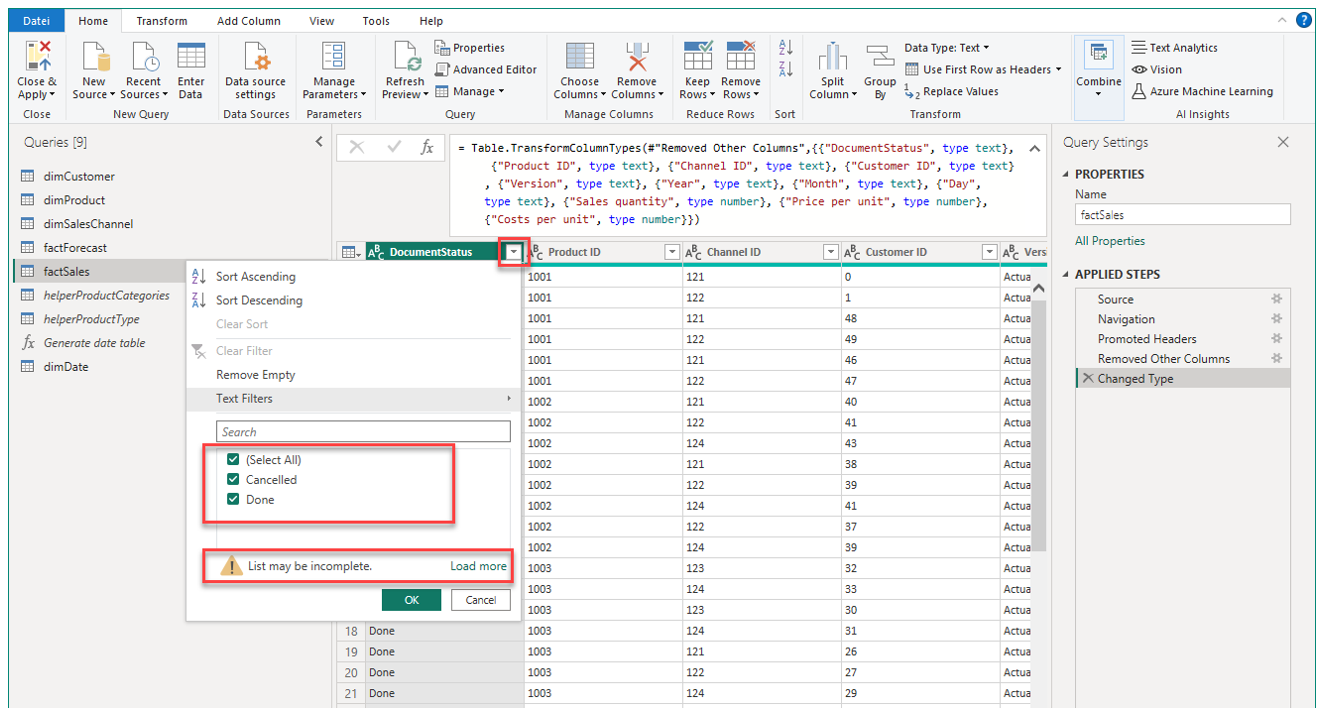 Datei Home Transform Add Column View Tools Help
Close & Apply
New Source
Recent Sources
Enter Data
Data source settings
Manage Parameters
Refresh Preview
Properties
Advanced Editor
Manage
Choose Columns
Remove Columns
Keep Rows
Remove Rows
Split Column
Group By
Data Type: Text
Use First Row as Headers
Replace Values
Combine
Text Analytics
Vision
Azure Machine Learning
Close New Query Data Sources Parameters Query Manage Columns Reduce Rows Sort Transform AI Insights
Queries [9]
dimCustomer
dimProduct
dimSalesChannel
factForecast
factSales
helperProductCategories
helperProductType
fx Generate date table
dimDate
fx
= Table.TransformColumnTypes(#"Removed Other Columns",{{"DocumentStatus", type text},
{"Product ID", type text}, {"Channel ID", type text}, {"Customer ID", type text}
, {"Version", type text}, {"Year", type text}, {"Month", type text}, {"Day",
type text}, {"Sales quantity", type number}, {"Price per unit", type number},
{"Costs per unit", type number}})
ABC DocumentStatus ABC Product ID ABC Channel ID ABC Customer ID ABC Vers
Sort Ascending
Sort Descending
Clear Sort
Clear Filter
Remove Empty
Text Filters
Search
(Select All)
Cancelled
Done
List may be incomplete. Load more
OK Cancel
1001 121 0 Actua
1001 122 1 Actua
1001 121 48 Actua
1001 122 49 Actua
1001 121 46 Actua
1001 122 47 Actua
1002 121 40 Actua
1002 122 41 Actua
1002 124 43 Actua
1002 121 38 Actua
1002 122 39 Actua
1002 124 41 Actua
1002 122 37 Actua
1002 124 39 Actua
1003 123 32 Actua
1003 124 33 Actua
1003 123 30 Actua
18 Done 1003 124 31 Actua
19 Done 1003 121 26 Actua
20 Done 1003 122 27 Actua
21 Done 1003 124 29 Actua
Query Settings
PROPERTIES
Name
factSales
All Properties
APPLIED STEPS
Source
Navigation
Promoted Headers
Removed Other Columns
Changed Type